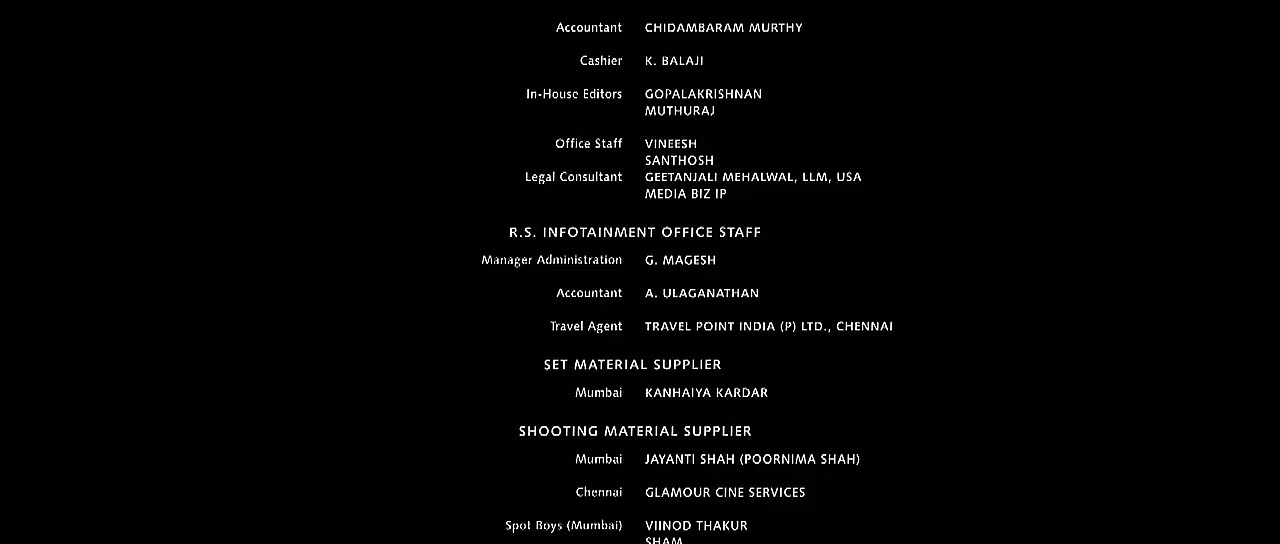 Accountant CHIDAMBARAM MURTHY
Cashier K. BALAJI
In-House Editors GOPALAKRISHNAN
MUTHURAJ
Office Staff VINEESH
SANTHOSH
Legal Consultant GEETANJALI MEHALWAL, LLM, USA
MEDIA BIZ IP
R.S. INFOTAINMENT OFFICE STAFF
Manager Administration G. MAGESH
Accountant A. ULAGANATHAN
Travel Agent TRAVEL POINT INDIA (P) LTD., CHENNAI
SET MATERIAL SUPPLIER
Mumbai KANHAIYA KARDAR
SHOOTING MATERIAL SUPPLIER
Mumbai JAYANTI SHAH (POORNIMA SHAH)
Chennai GLAMOUR CINE SERVICES
Spot Boys (Mumbai) VIINOD THAKUR
SHAM